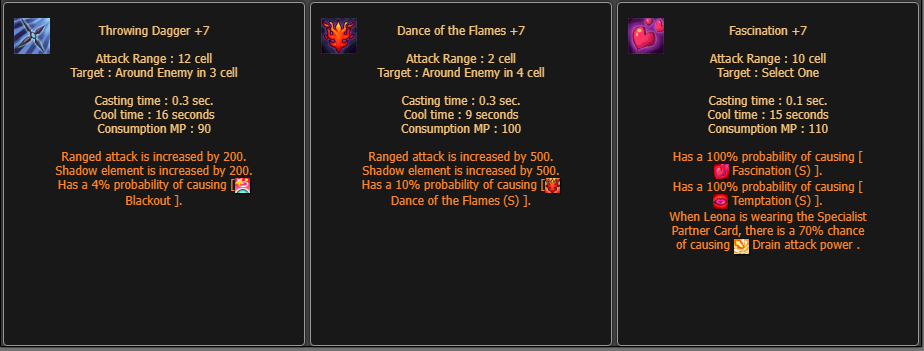 Throwing Dagger +7
Attack Range : 12 cell
Target : Around Enemy in 3 cell
Casting time : 0.3 sec.
Cool time : 16 seconds
Consumption MP : 90
Ranged attack is increased by 200.
Shadow element is increased by 200.
Has a 4% probability of causing [
Blackout ].
Dance of the Flames +7
Attack Range : 2 cell
Target : Around Enemy in 4 cell
Casting time : 0.3 sec.
Cool time : 9 seconds
Consumption MP : 100
Ranged attack is increased by 500.
Shadow element is increased by 500.
Has a 10% probability of causing [
Dance of the Flames (S) ].
Fascination +7
Attack Range : 10 cell
Target : Select One
Casting time : 0.1 sec.
Cool time : 15 seconds
Consumption MP : 110
Has a 100% probability of causing [
Fascination (S) ].
Has a 100% probability of causing [
Temptation (S) ].
When Leona is wearing the Specialist
Partner Card, there is a 70% chance
of causing Drain attack power .